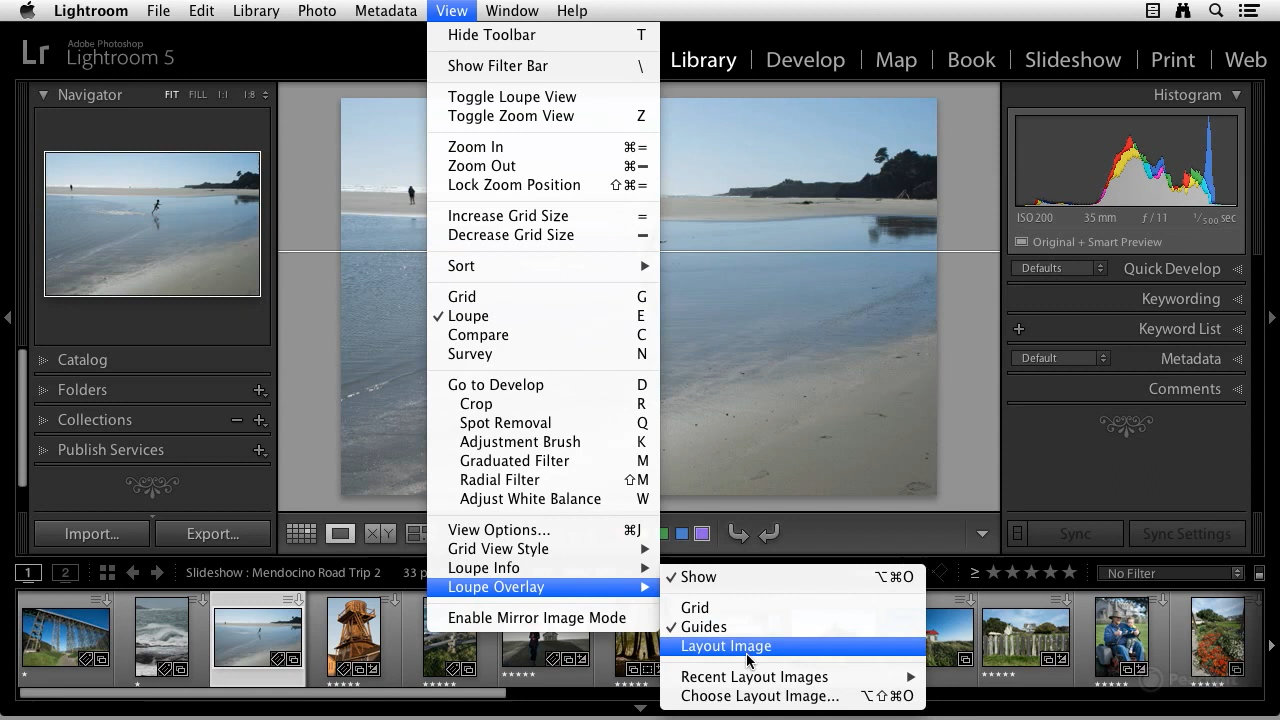 Lightroom File Edit Library Photo Metadata View Window Help
Lr Adobe Photoshop
Lightroom 5
Library Develop Map Book Slideshow Print Web
Navigator FIT FILL 1:1 1:8
Catalog
Folders
Collections
Publish Services
Import... Export...
Hide Toolbar T
Show Filter Bar \
Toggle Loupe View
Toggle Zoom View Z
Zoom In ⌘=
Zoom Out ⌘−
Lock Zoom Position ⇧⌘=
Increase Grid Size =
Decrease Grid Size −
Sort
Grid G
✓ Loupe E
Compare C
Survey N
Go to Develop D
Crop R
Spot Removal Q
Adjustment Brush K
Graduated Filter M
Radial Filter ⇧M
Adjust White Balance W
View Options... ⌘J
Grid View Style
Loupe Info
Loupe Overlay
Enable Mirror Image Mode
✓ Show ⌥⌘O
Grid
✓ Guides
Layout Image
Recent Layout Images
Choose Layout Image... ⌥⇧⌘O
Histogram
ISO 200 35 mm ƒ / 11 1/500 sec
Original + Smart Preview
Defaults Quick Develop
Keywording
Keyword List
Default Metadata
Comments
XY
Sync Sync Settings
1 2 Slideshow : Mendocino Road Trip 2 33 p
≥ ★★★★★ No Filter